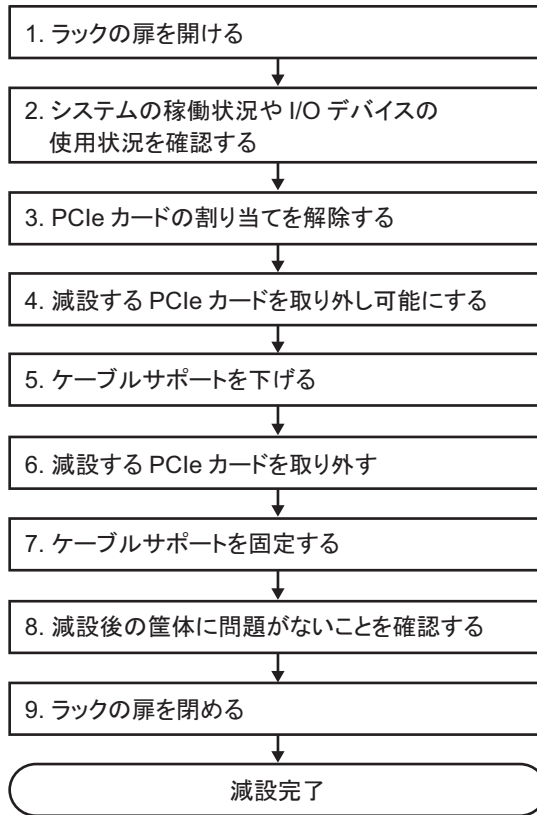 1. ラックの扉を開ける
2. システムの稼働状況や I/O デバイスの
使用状況を確認する
3. PCIe カードの割り当てを解除する
4. 減設する PCIe カードを取り外し可能にする
5. ケーブルサポートを下げる
6. 減設する PCIe カードを取り外す
7. ケーブルサポートを固定する
8. 減設後の筐体に問題がないことを確認する
9. ラックの扉を閉める
減設完了